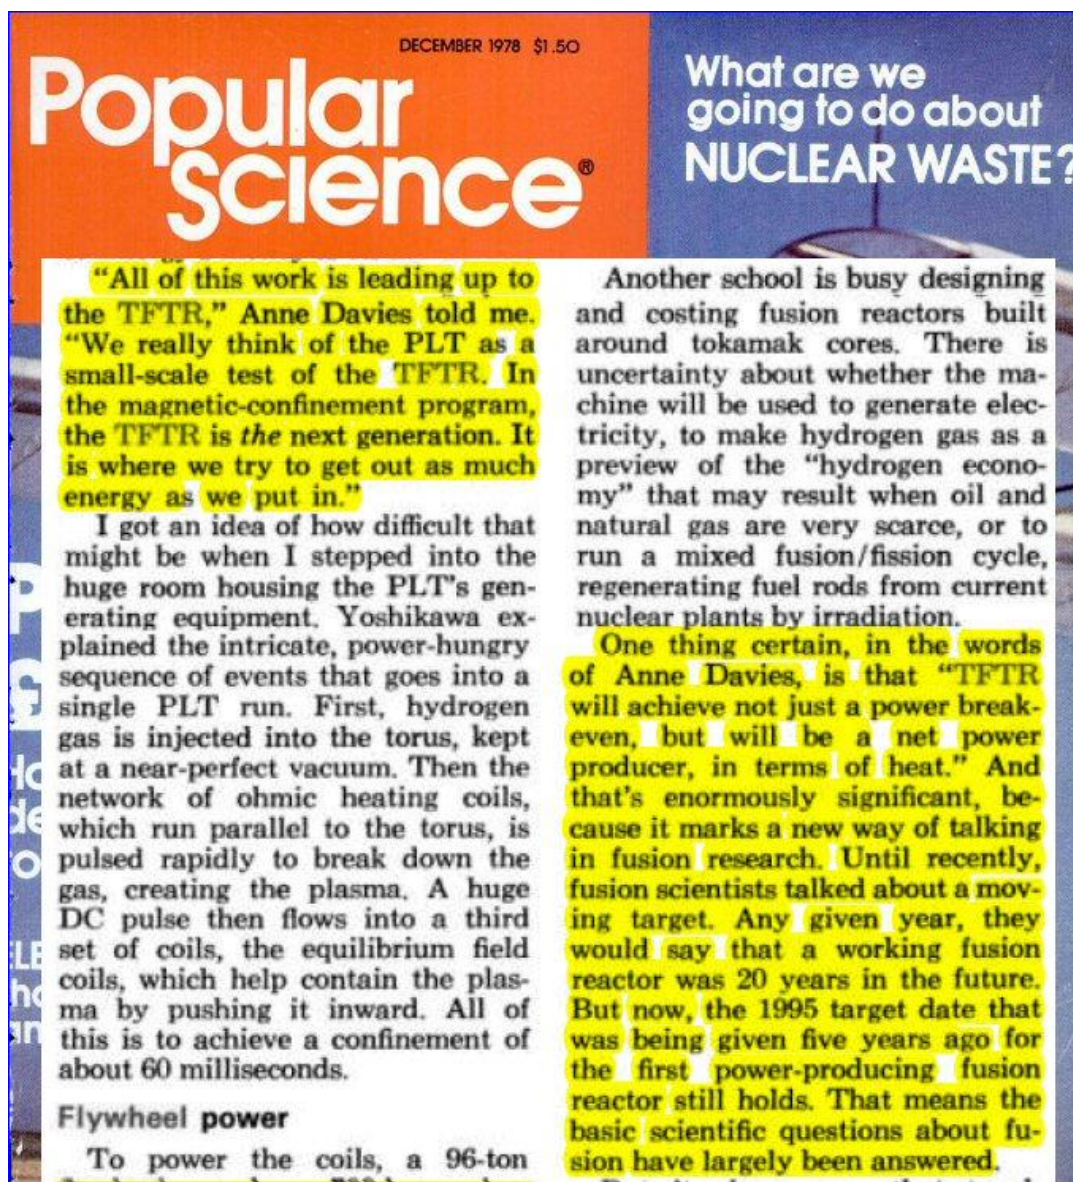 DECEMBER 1978 $1.50
Popular
Science®
What are we
going to do about
NUCLEAR WASTE?
“All of this work is leading up to
the TFTR,” Anne Davies told me.
“We really think of the PLT as a
small-scale test of the TFTR. In
the magnetic-confinement program,
the TFTR is the next generation. It
is where we try to get out as much
energy as we put in.”
I got an idea of how difficult that
might be when I stepped into the
huge room housing the PLT's gen-
erating equipment. Yoshikawa ex-
plained the intricate, power-hungry
sequence of events that goes into a
single PLT run. First, hydrogen
gas is injected into the torus, kept
at a near-perfect vacuum. Then the
network of ohmic heating coils,
which run parallel to the torus, is
pulsed rapidly to break down the
gas, creating the plasma. A huge
DC pulse then flows into a third
set of coils, the equilibrium field
coils, which help contain the plas-
ma by pushing it inward. All of
this is to achieve a confinement of
about 60 milliseconds.
Flywheel power
To power the coils, a 96-ton
Another school is busy designing
and costing fusion reactors built
around tokamak cores. There is
uncertainty about whether the ma-
chine will be used to generate elec-
tricity, to make hydrogen gas as a
preview of the “hydrogen econo-
my” that may result when oil and
natural gas are very scarce, or to
run a mixed fusion/fission cycle,
regenerating fuel rods from current
nuclear plants by irradiation.
One thing certain, in the words
of Anne Davies, is that “TFTR
will achieve not just a power break-
even, but will be a net power
producer, in terms of heat.” And
that's enormously significant, be-
cause it marks a new way of talking
in fusion research. Until recently,
fusion scientists talked about a mov-
ing target. Any given year, they
would say that a working fusion
reactor was 20 years in the future.
But now, the 1995 target date that
was being given five years ago for
the first power-producing fusion
reactor still holds. That means the
basic scientific questions about fu-
sion have largely been answered.